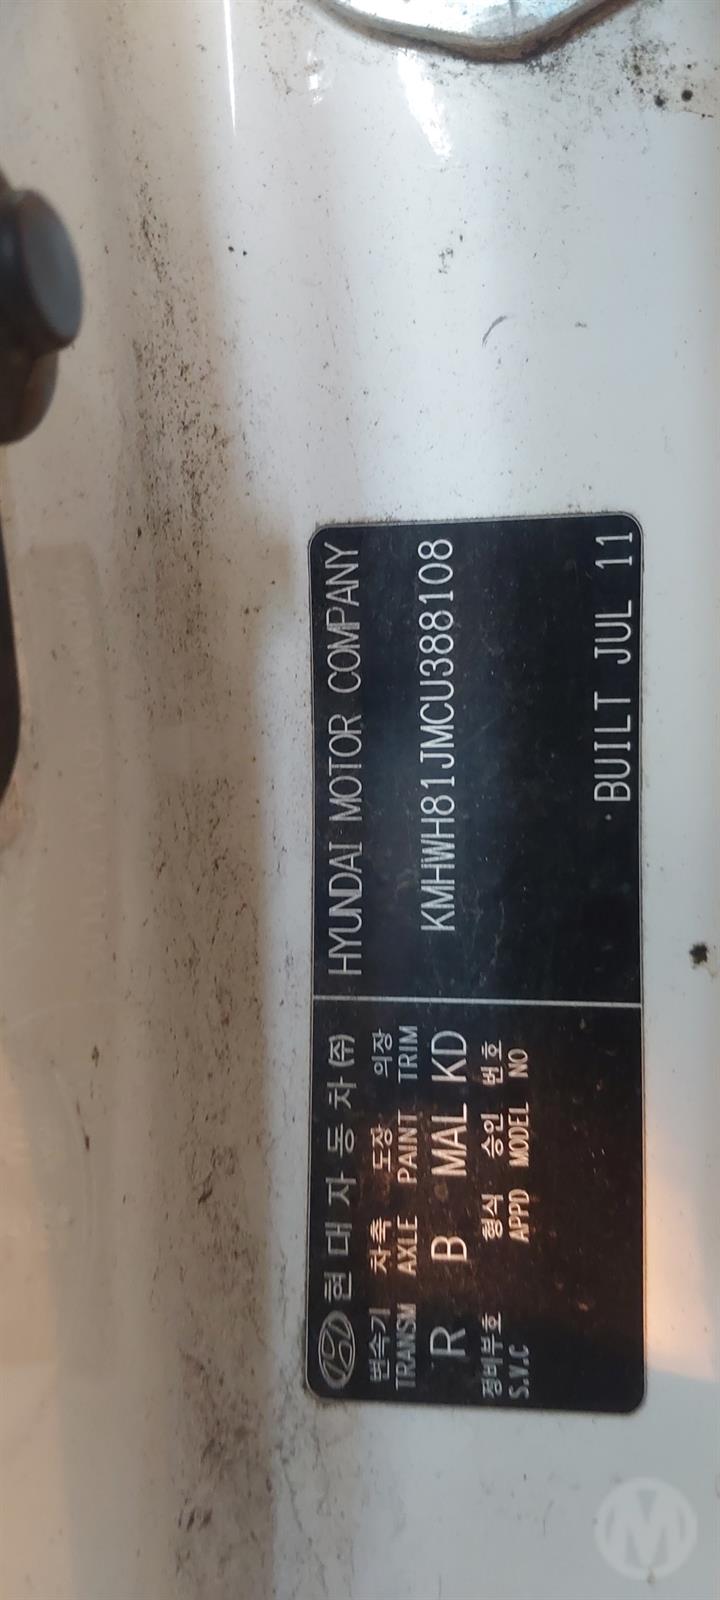 현대자동차(주)
HYUNDAI MOTOR COMPANY
변속기 차축 도장 의장
TRANSM AXLE PAINT TRIM
R B MAL KD
KMHWH81JMCU388108
정비부호 형식 승인 번호
S.V.C APPD MODEL NO
BUILT JUL 11
M